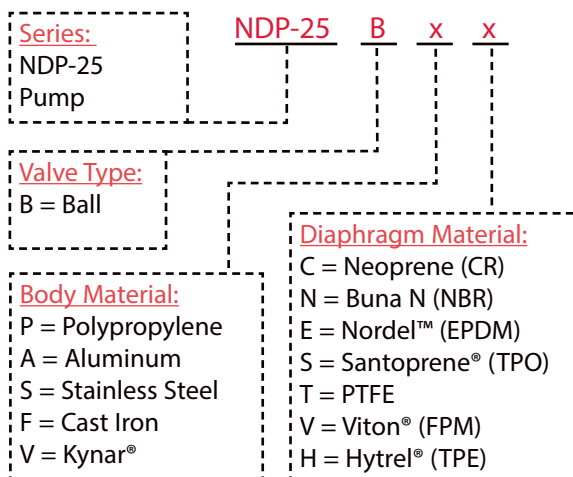 NDP-25 B x x
Series:
NDP-25
Pump
Valve Type:
B = Ball
Body Material:
P = Polypropylene
A = Aluminum
S = Stainless Steel
F = Cast Iron
V = Kynar®
Diaphragm Material:
C = Neoprene (CR)
N = Buna N (NBR)
E = Nordel™ (EPDM)
S = Santoprene® (TPO)
T = PTFE
V = Viton® (FPM)
H = Hytrel® (TPE)